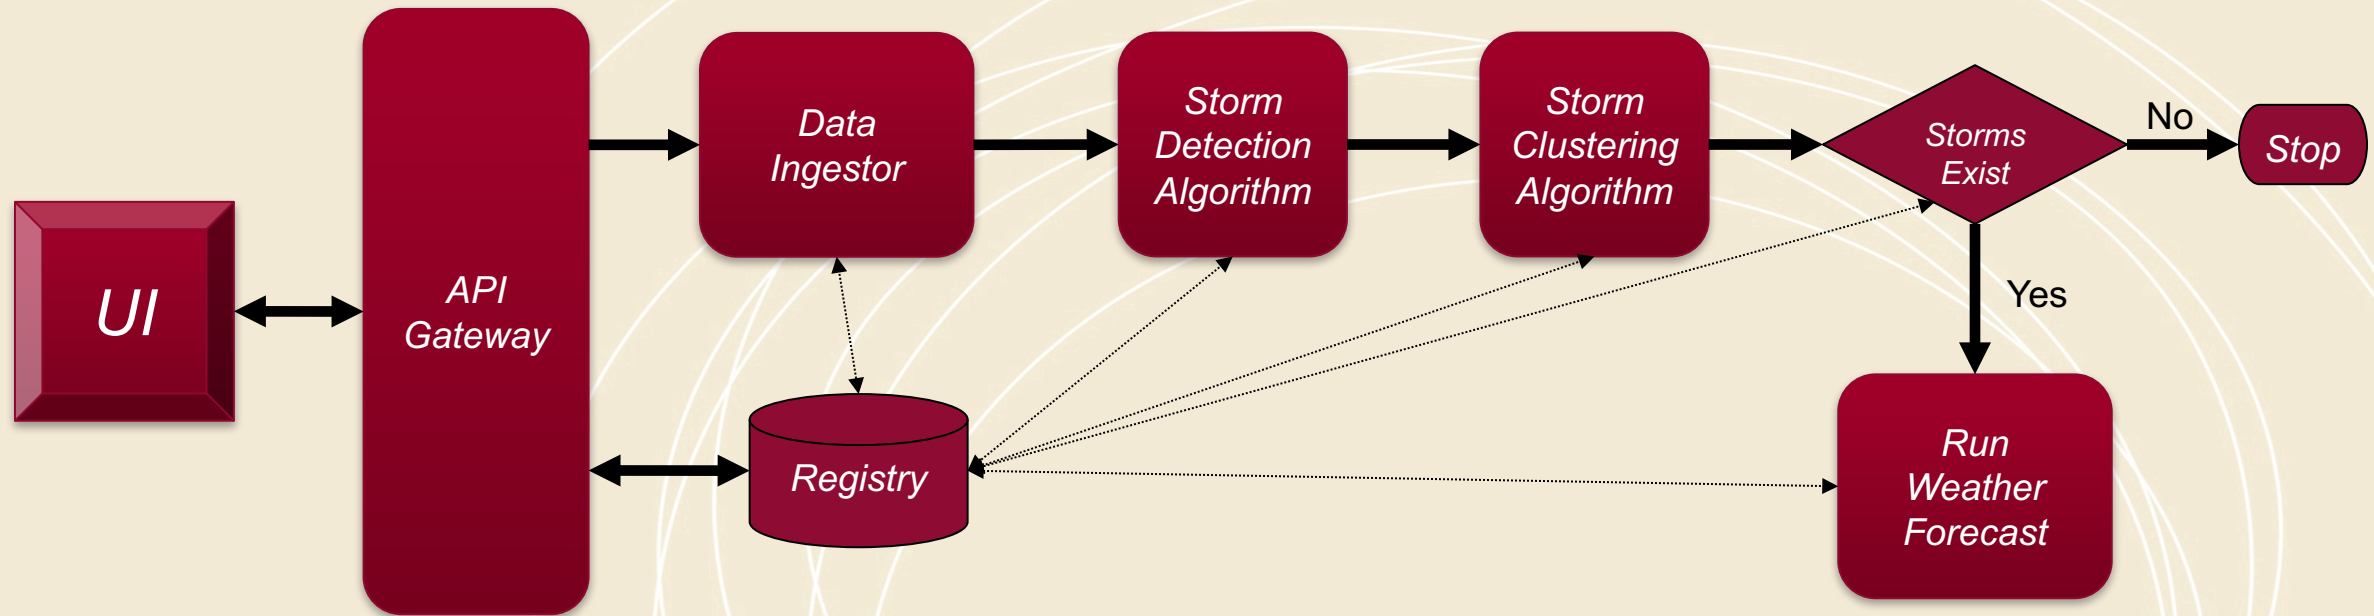 UI
API
Gateway
Data
Ingestor
Registry
Storm
Detection
Algorithm
Storm
Clustering
Algorithm
Storms
Exist
No
Stop
Yes
Run
Weather
Forecast